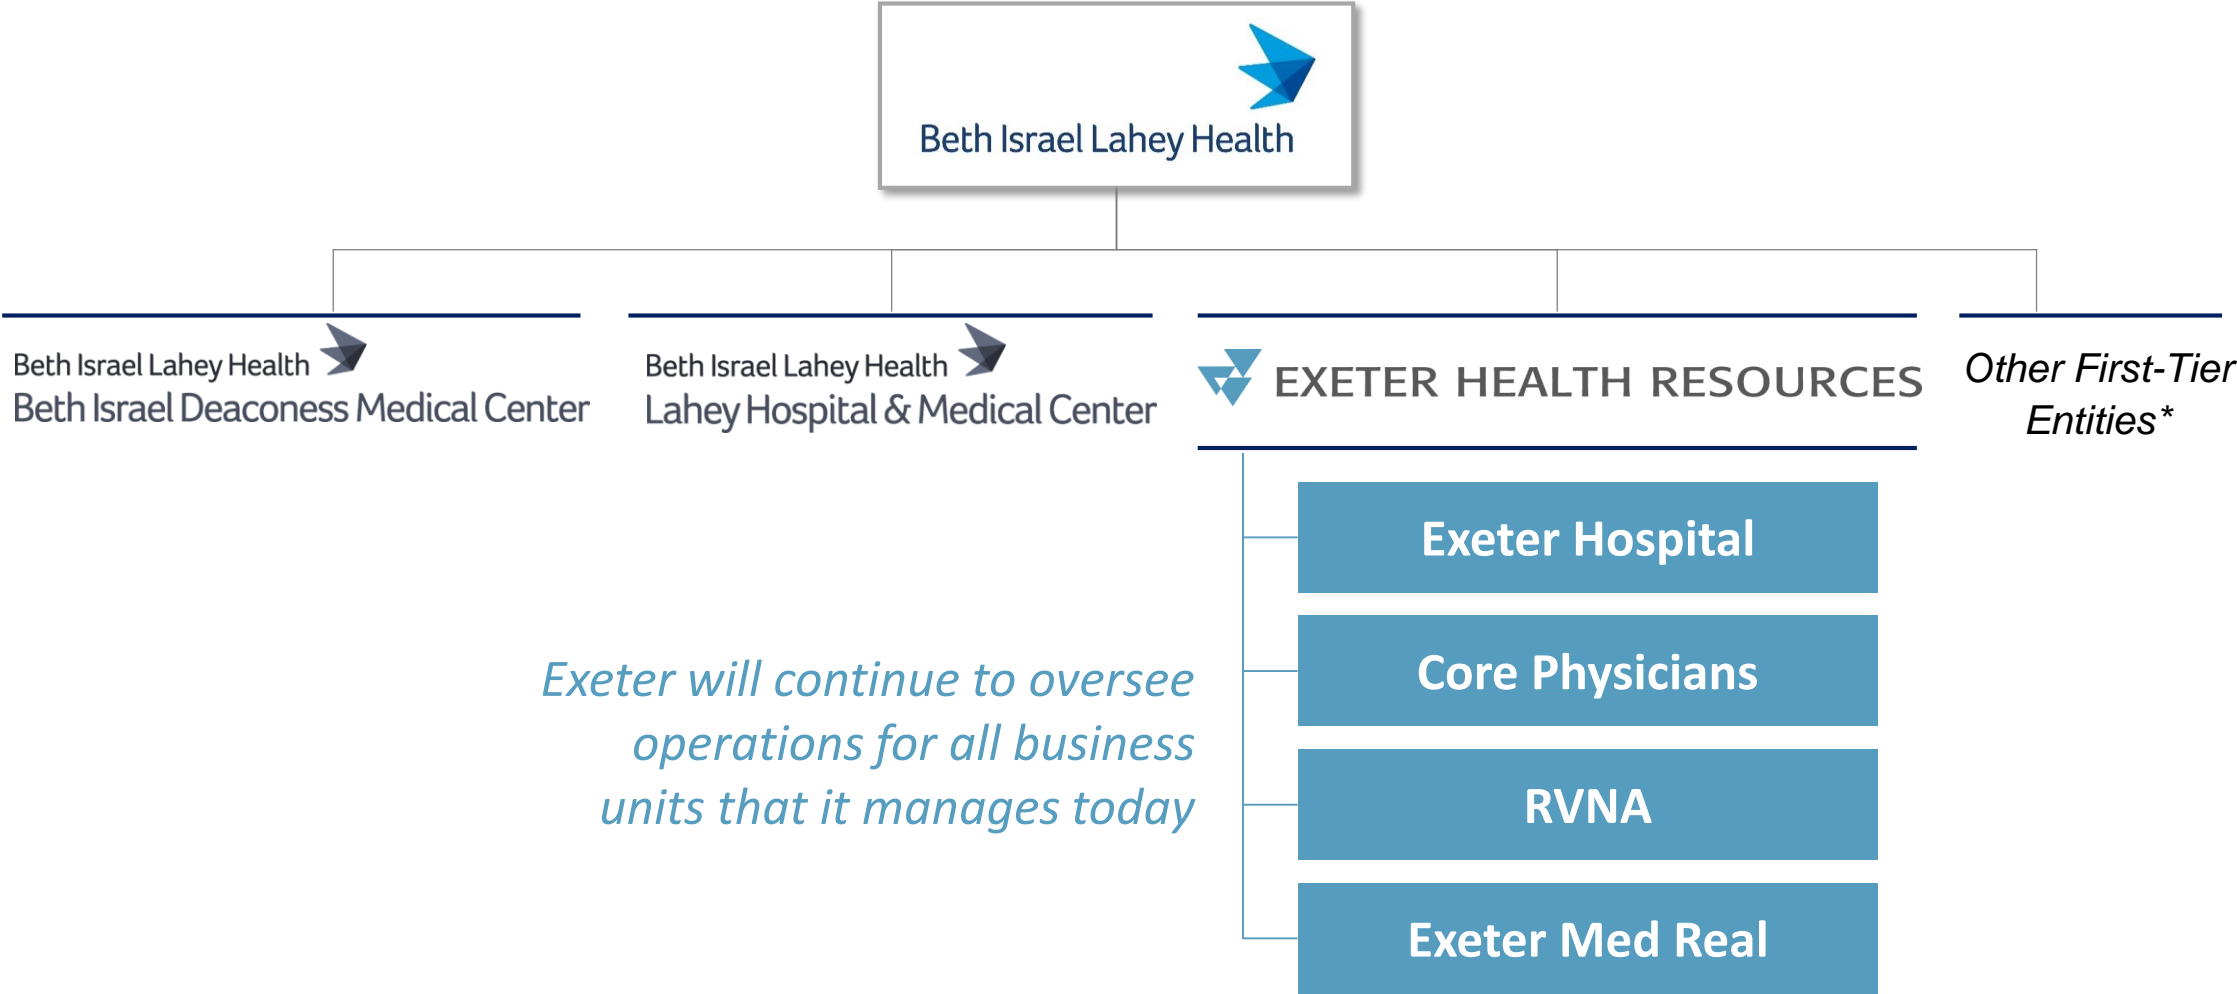 Beth Israel Lahey Health
Beth Israel Lahey Health
Beth Israel Deaconess Medical Center
Beth Israel Lahey Health
Lahey Hospital & Medical Center
EXETER HEALTH RESOURCES
Other First-Tier
Entities*
Exeter Hospital
Core Physicians
RVNA
Exeter Med Real
Exeter will continue to oversee
operations for all business
units that it manages today